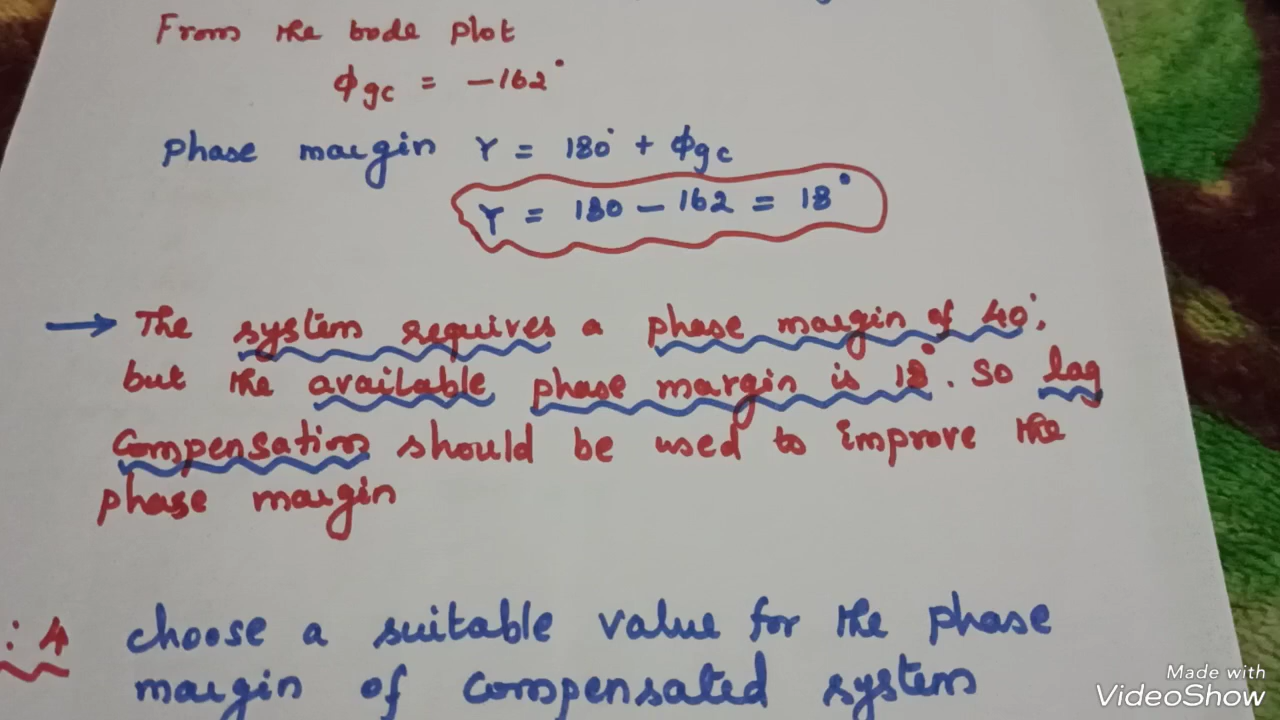 From the bode plot
ϕgc = -162°
phase margin γ = 180° + ϕgc
γ = 180 - 162 = 18°
→ The system requires a phase margin of 40°,
but the available phase margin is 18°. So lag
compensation should be used to improve the
phase margin
: 4 choose a suitable value for the phase
margin of compensated system
Made with
VideoShow